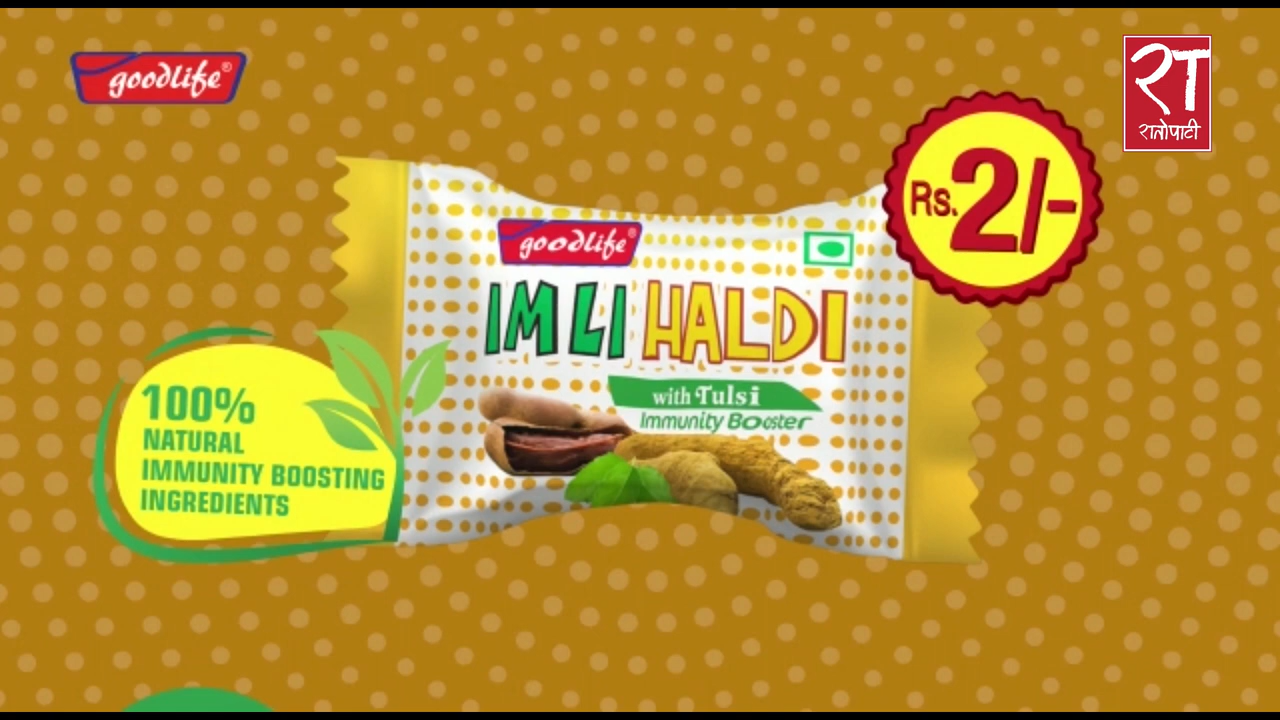 goodlife®
रा
रातोपाटी
Rs.2/-
goodlife®
IMLI HALDI
with Tulsi
Immunity Booster
100%
NATURAL
IMMUNITY BOOSTING
INGREDIENTS